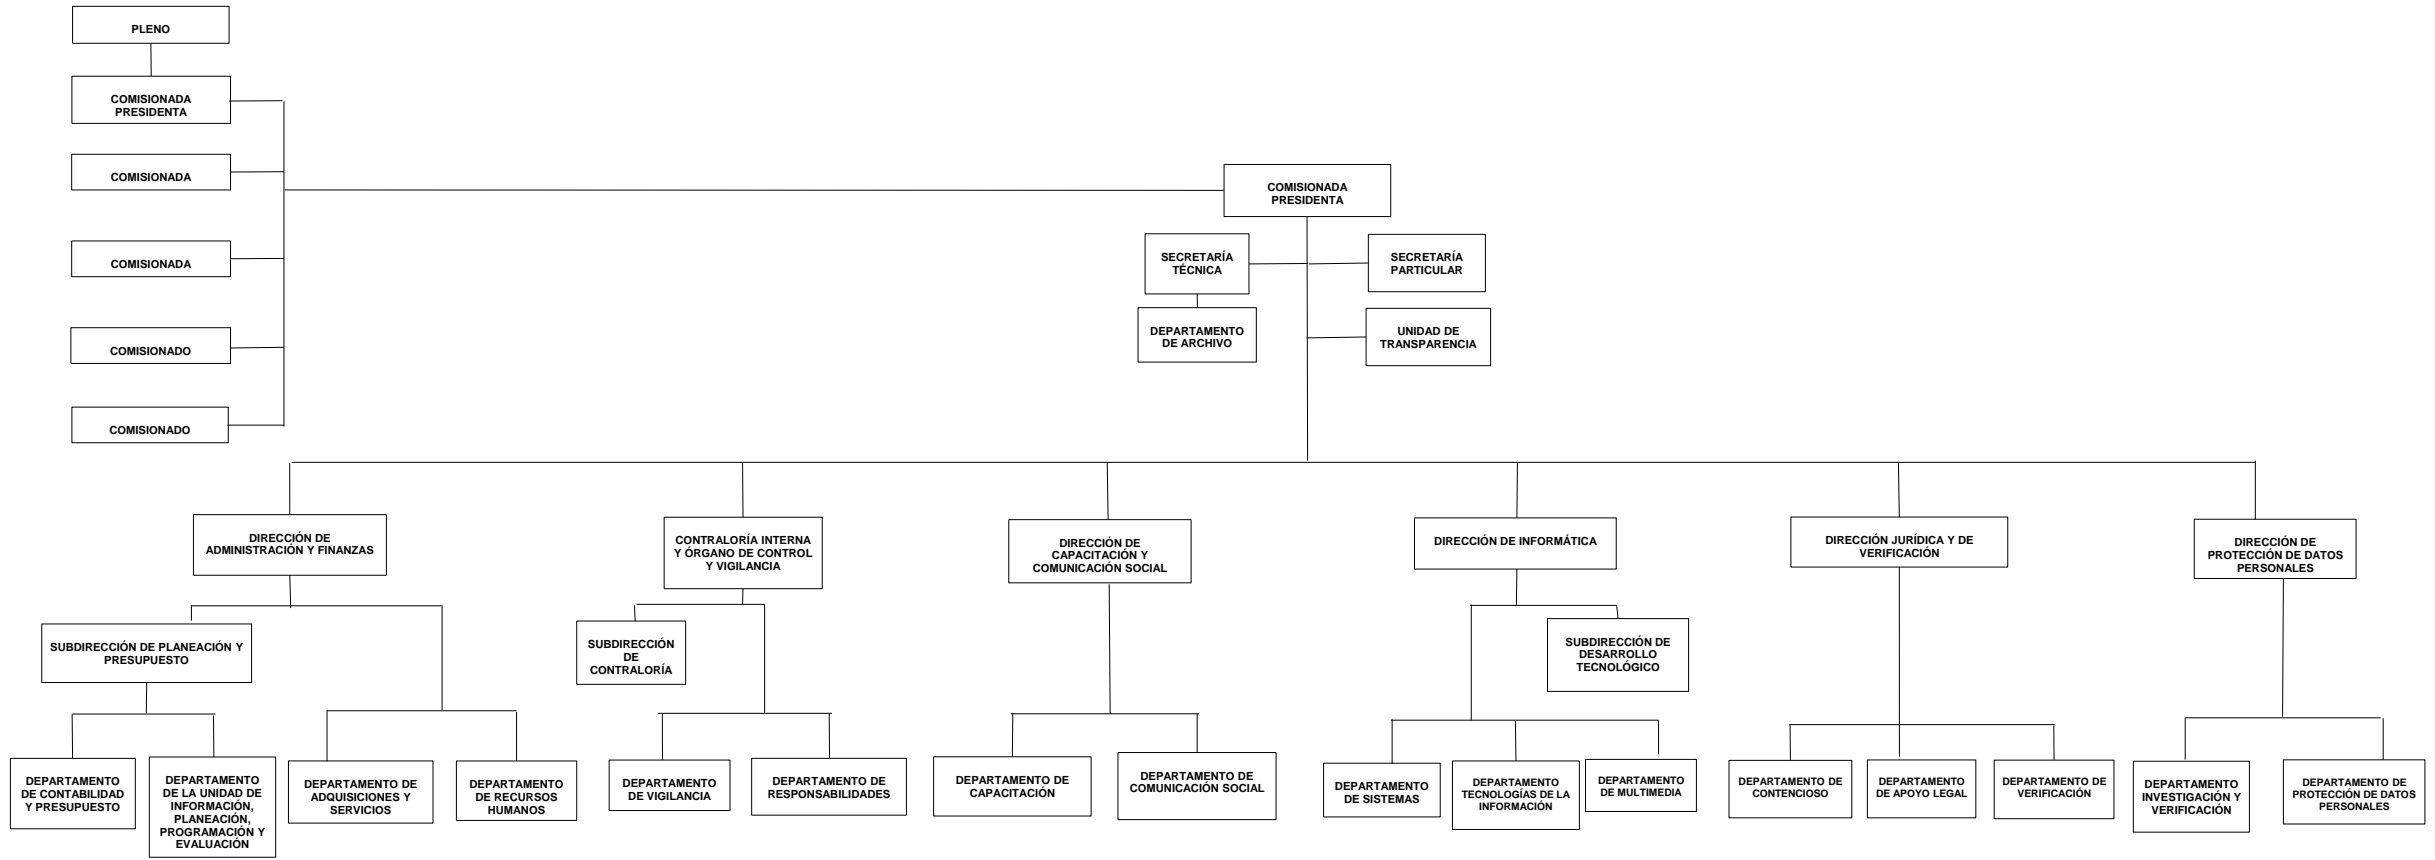 PLENO
COMISIONADA
PRESIDENTA
COMISIONADA
COMISIONADA
COMISIONADO
COMISIONADO
COMISIONADA
PRESIDENTA
SECRETARÍA
TÉCNICA
SECRETARÍA
PARTICULAR
DEPARTAMENTO
DE ARCHIVO
UNIDAD DE
TRANSPARENCIA
DIRECCIÓN DE
ADMINISTRACIÓN Y FINANZAS
CONTRALORÍA INTERNA
Y ÓRGANO DE CONTROL
Y VIGILANCIA
DIRECCIÓN DE
CAPACITACIÓN Y
COMUNICACIÓN SOCIAL
DIRECCIÓN DE INFORMÁTICA
DIRECCIÓN JURÍDICA Y DE
VERIFICACIÓN
DIRECCIÓN DE
PROTECCIÓN DE DATOS
PERSONALES
SUBDIRECCIÓN DE PLANEACIÓN Y
PRESUPUESTO
SUBDIRECCIÓN
DE
CONTRALORÍA
SUBDIRECCIÓN DE
DESARROLLO
TECNOLÓGICO
DEPARTAMENTO
DE CONTABILIDAD
Y PRESUPUESTO
DEPARTAMENTO
DE LA UNIDAD DE
INFORMACIÓN,
PLANEACIÓN,
PROGRAMACIÓN Y
EVALUACIÓN
DEPARTAMENTO DE
ADQUISICIONES Y
SERVICIOS
DEPARTAMENTO
DE RECURSOS
HUMANOS
DEPARTAMENTO
DE VIGILANCIA
DEPARTAMENTO DE
RESPONSABILIDADES
DEPARTAMENTO DE
CAPACITACIÓN
DEPARTAMENTO DE
COMUNICACIÓN SOCIAL
DEPARTAMENTO
DE SISTEMAS
DEPARTAMENTO
TECNOLOGÍAS DE LA
INFORMACIÓN
DEPARTAMENTO
DE MULTIMEDIA
DEPARTAMENTO DE
CONTENCIOSO
DEPARTAMENTO
DE APOYO LEGAL
DEPARTAMENTO DE
VERIFICACIÓN
DEPARTAMENTO
INVESTIGACIÓN Y
VERIFICACIÓN
DEPARTAMENTO DE
PROTECCIÓN DE DATOS
PERSONALES